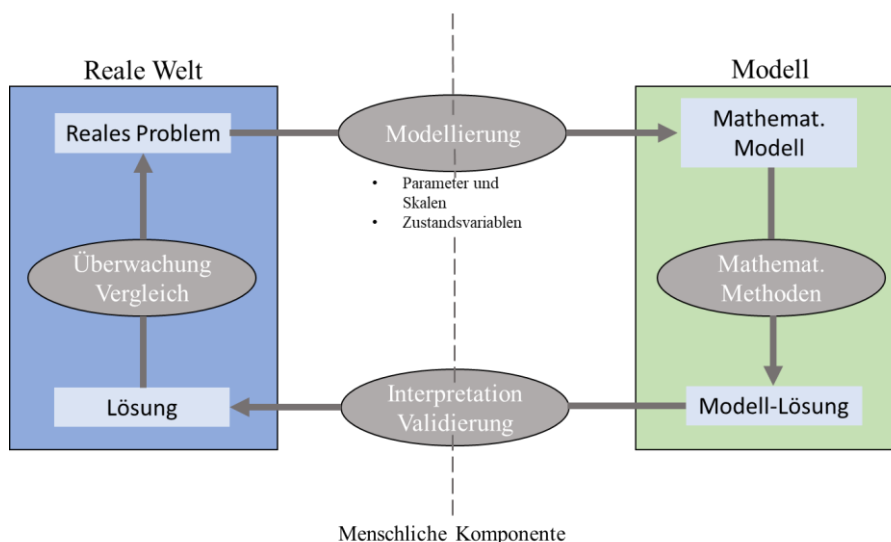 Reale Welt
Modell
Reales Problem
Modellierung
Mathemat.
Modell
• Parameter und
Skalen
• Zustandsvariablen
Überwachung
Vergleich
Mathemat.
Methoden
Lösung
Interpretation
Validierung
Modell-Lösung
Menschliche Komponente